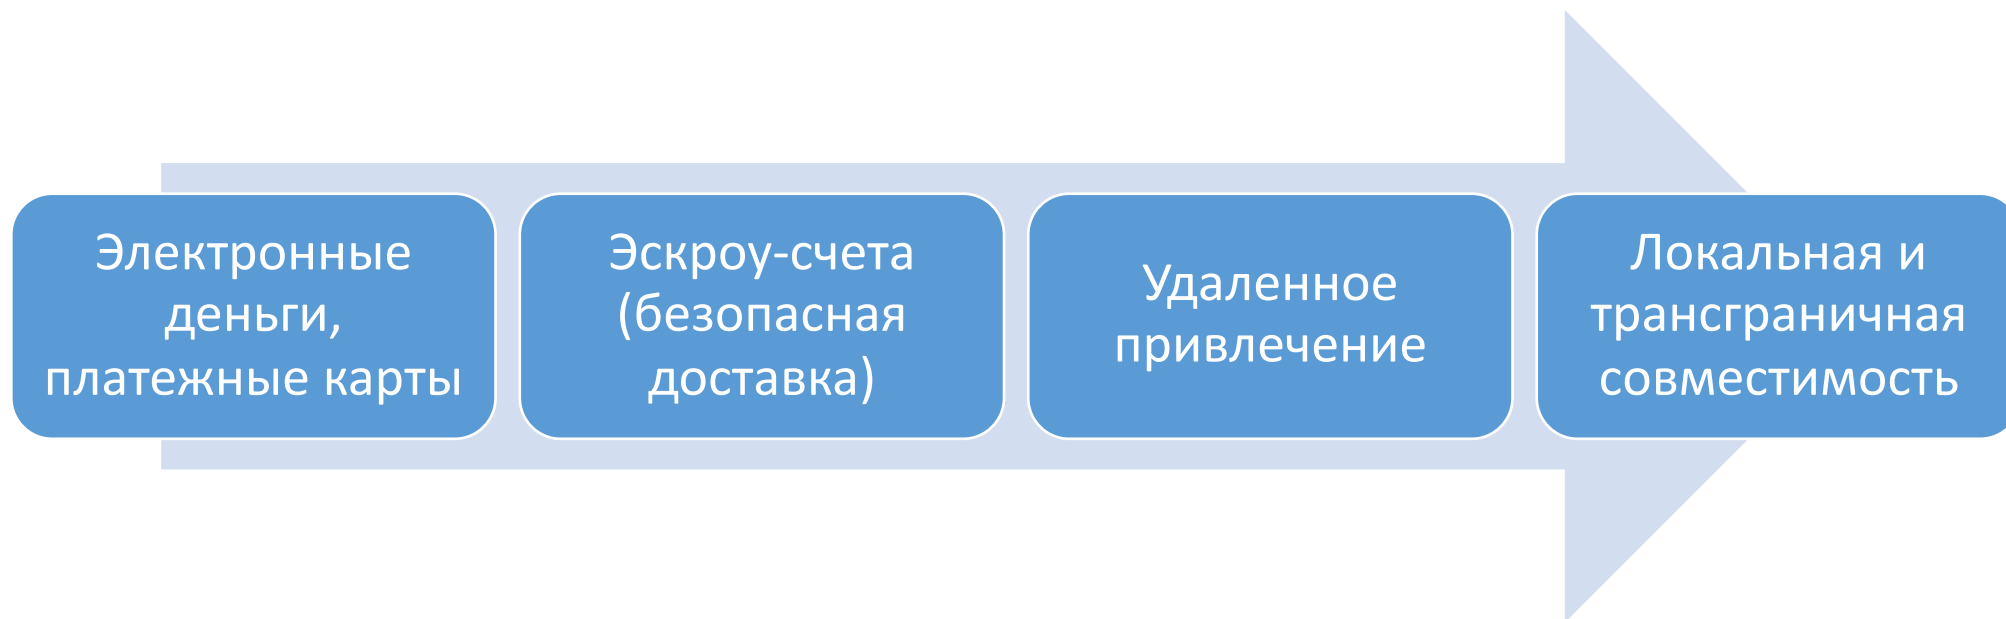 Электронные
деньги,
платежные карты
Эскроу-счета
(безопасная
доставка)
Удаленное
привлечение
Локальная и
трансграничная
совместимость